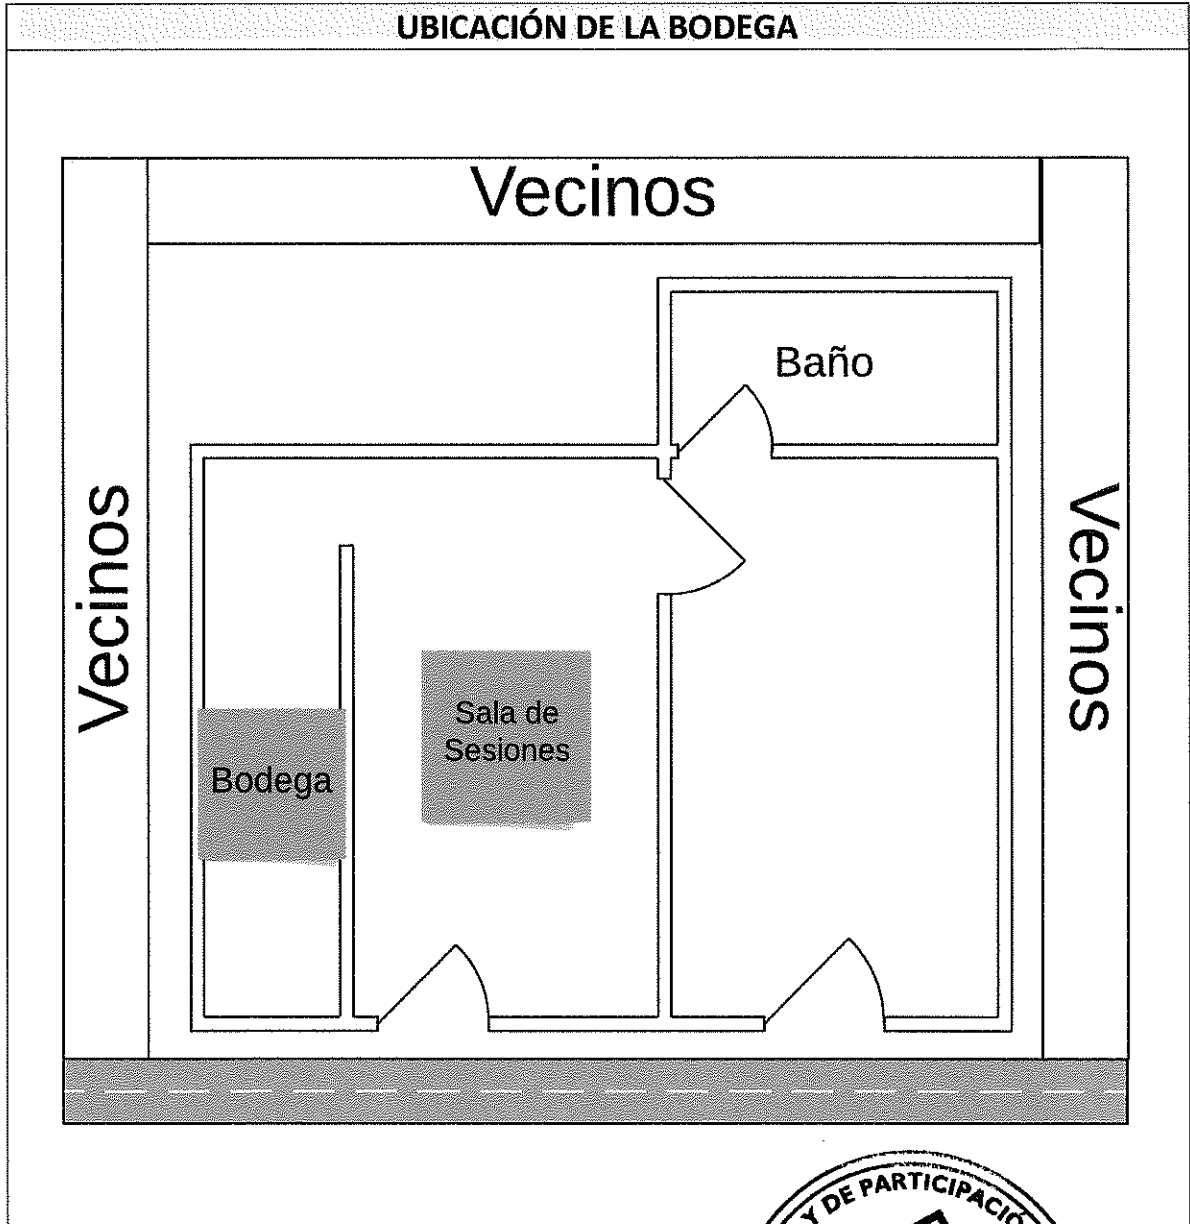 UBICACIÓN DE LA BODEGA
Vecinos
Baño
Vecinos
Vecinos
Sala de
Sesiones
Bodega
Y DE PARTICIPACIÓ